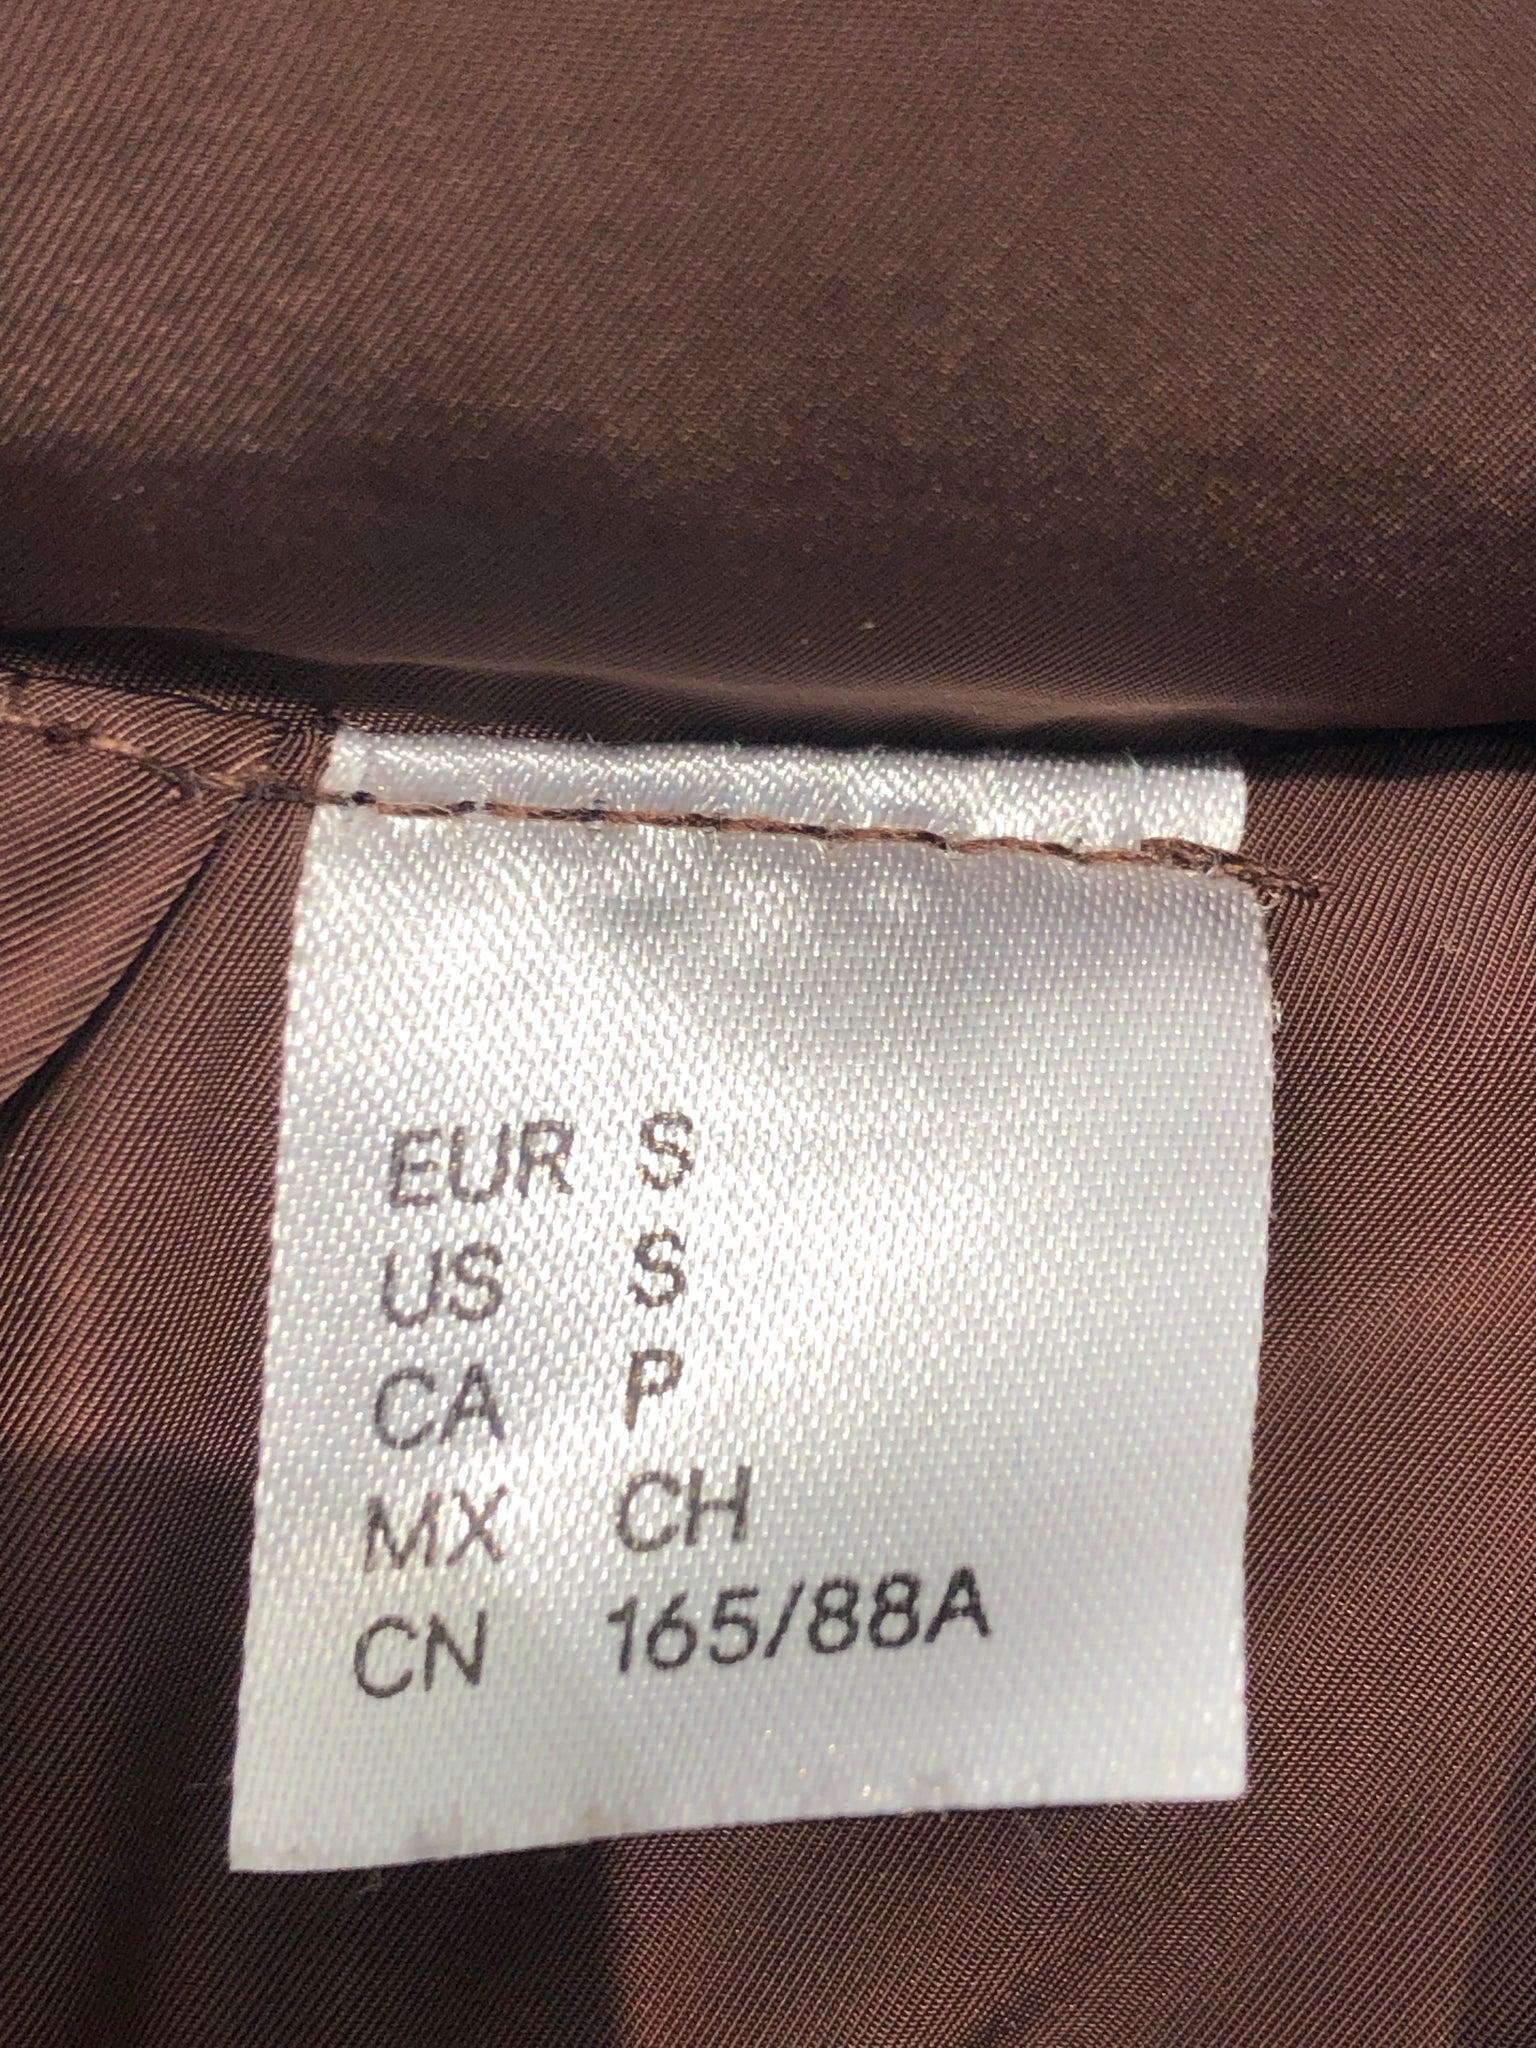 EUR S
US S
CA P
MX CH
CN 165/88A